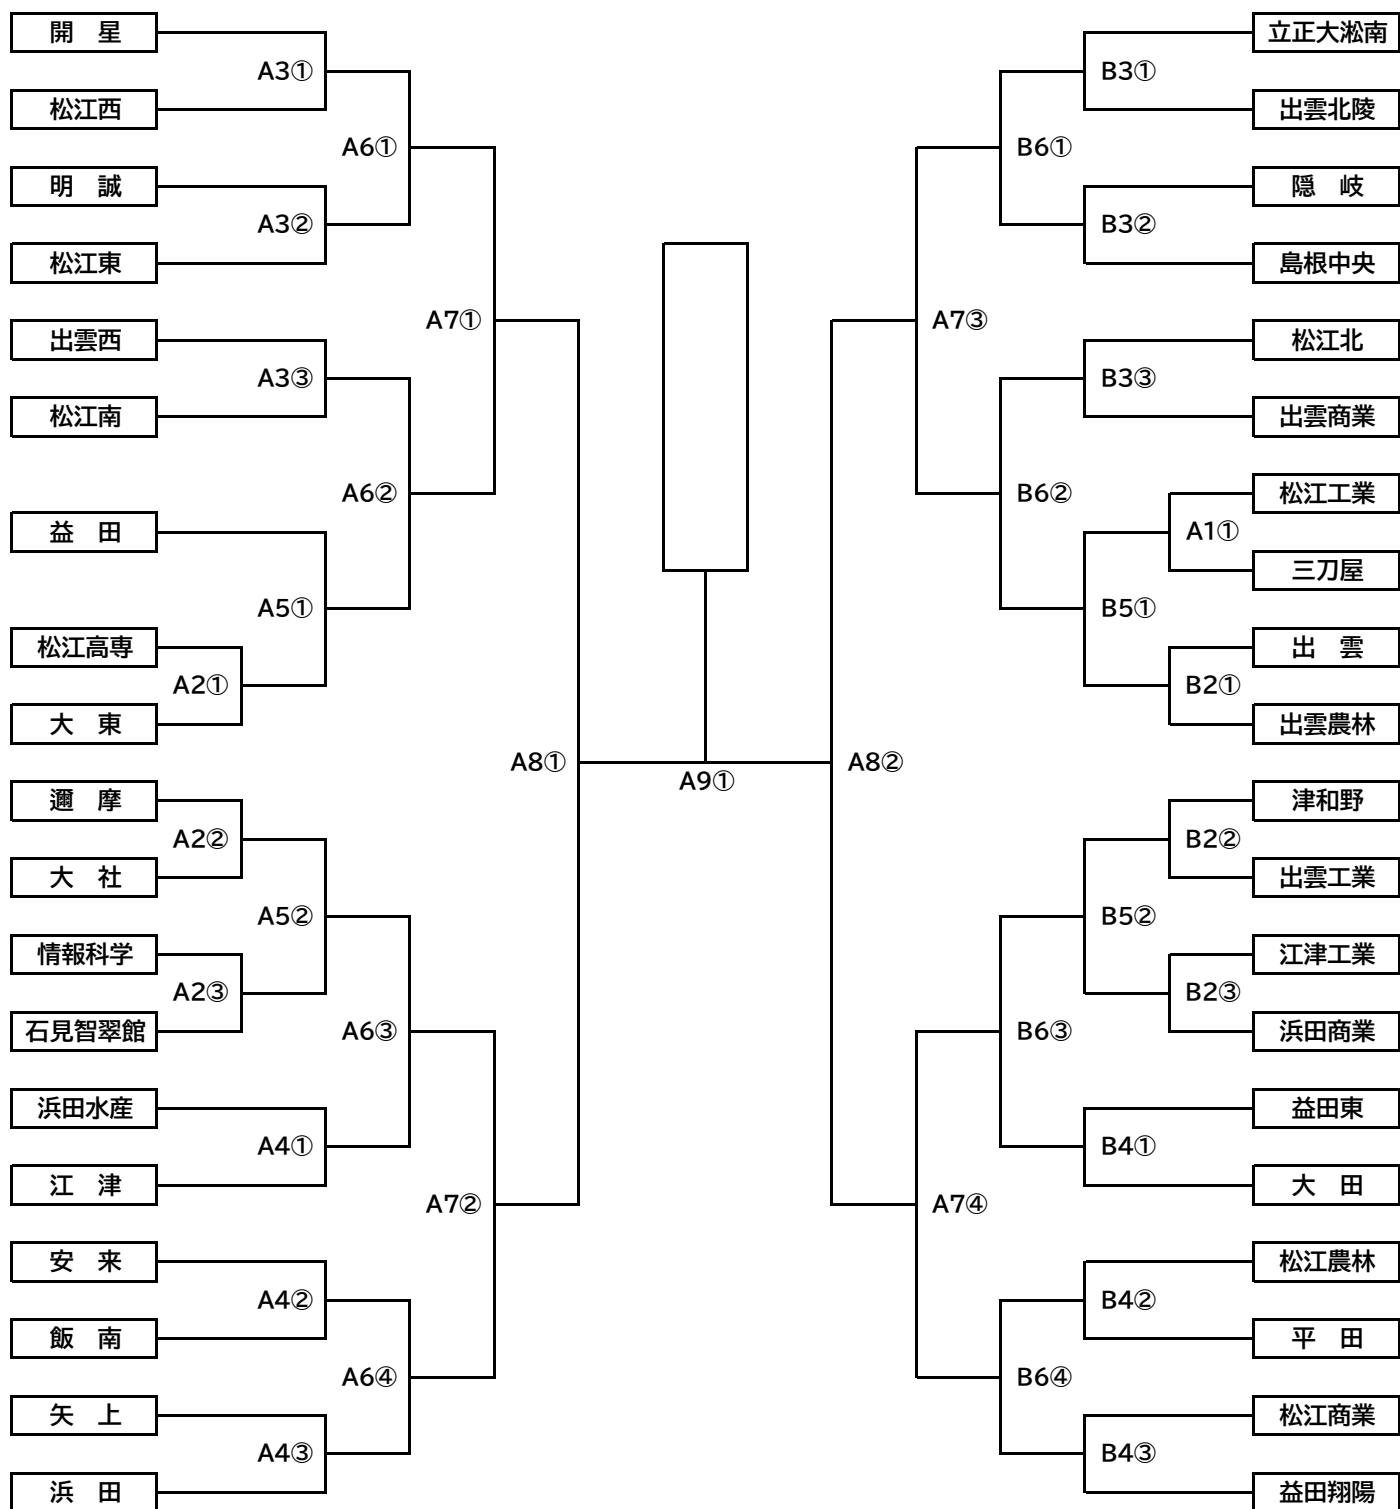 開　星
A3①
松江西
A6①
明　誠
A3②
松江東
A7①
出雲西
A3③
松江南
A6②
益　田
A5①
松江高専
A2①
大　東
A8①
邇　摩
A2②
大　社
A5②
情報科学
A2③
石見智翠館
A6③
浜田水産
A4①
江　津
A7②
安　来
A4②
飯　南
A6④
矢　上
A4③
浜　田
A9①
立正大淞南
B3①
出雲北陵
B6①
隠　岐
B3②
島根中央
A7③
松江北
B3③
出雲商業
B6②
松江工業
A1①
三刀屋
B5①
出　雲
B2①
出雲農林
A8②
津和野
B2②
出雲工業
B5②
江津工業
B2③
浜田商業
B6③
益田東
B4①
大　田
A7④
松江農林
B4②
平　田
B6④
松江商業
B4③
益田翔陽